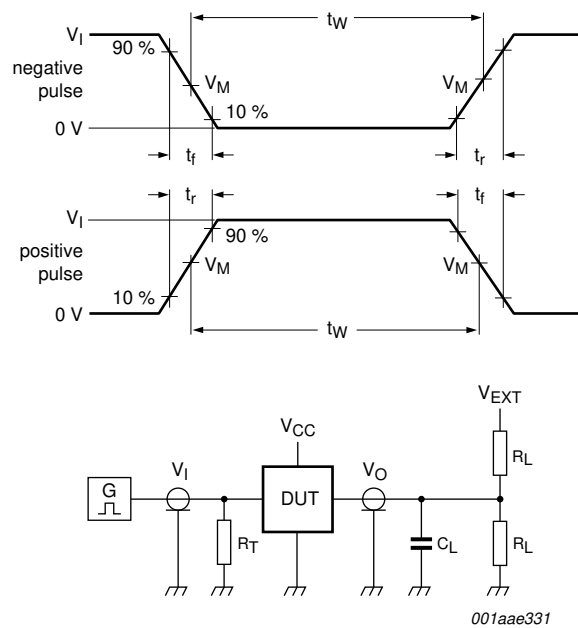 V_I
t_W
90 %
negative
pulse
V_M
V_M
10 %
0 V
t_f
t_r
t_r
t_f
V_I
90 %
positive
pulse
V_M
V_M
10 %
0 V
t_W
V_EXT
V_CC
V_I
V_O
R_L
G
DUT
R_T
C_L
R_L
001aae331